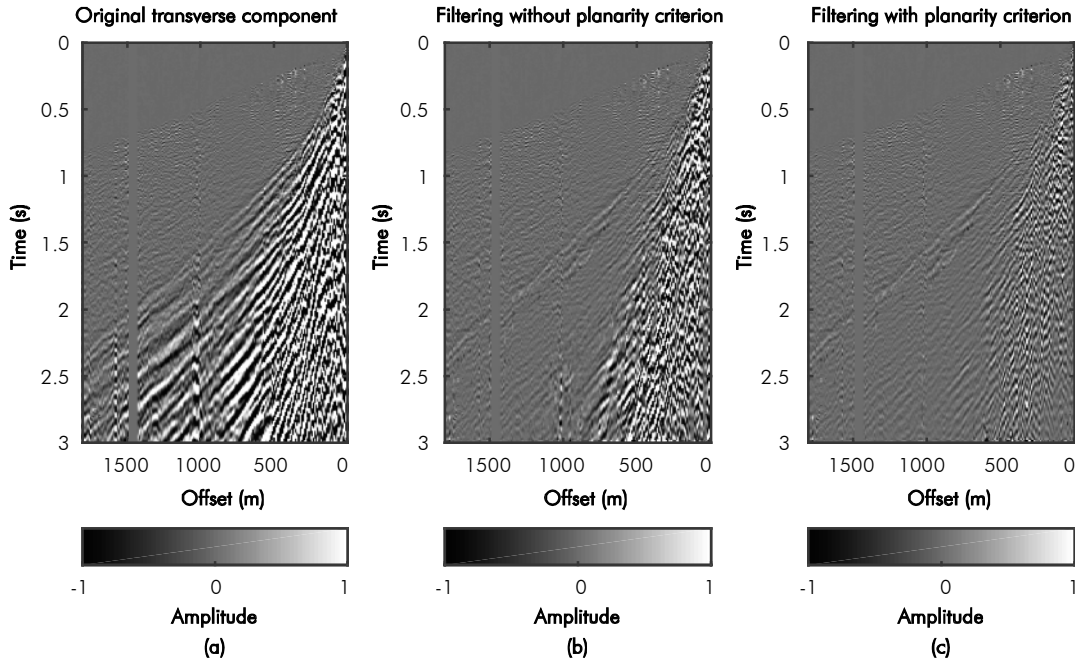 Original transverse component
Filtering without planarity criterion
Filtering with planarity criterion
0
0.5
1
1.5
2
2.5
3
Time (s)
1500 1000 500 0
Offset (m)
-1 0 1
Amplitude
(a)
0
0.5
1
1.5
2
2.5
3
Time (s)
1500 1000 500 0
Offset (m)
-1 0 1
Amplitude
(b)
0
0.5
1
1.5
2
2.5
3
Time (s)
1500 1000 500 0
Offset (m)
-1 0 1
Amplitude
(c)